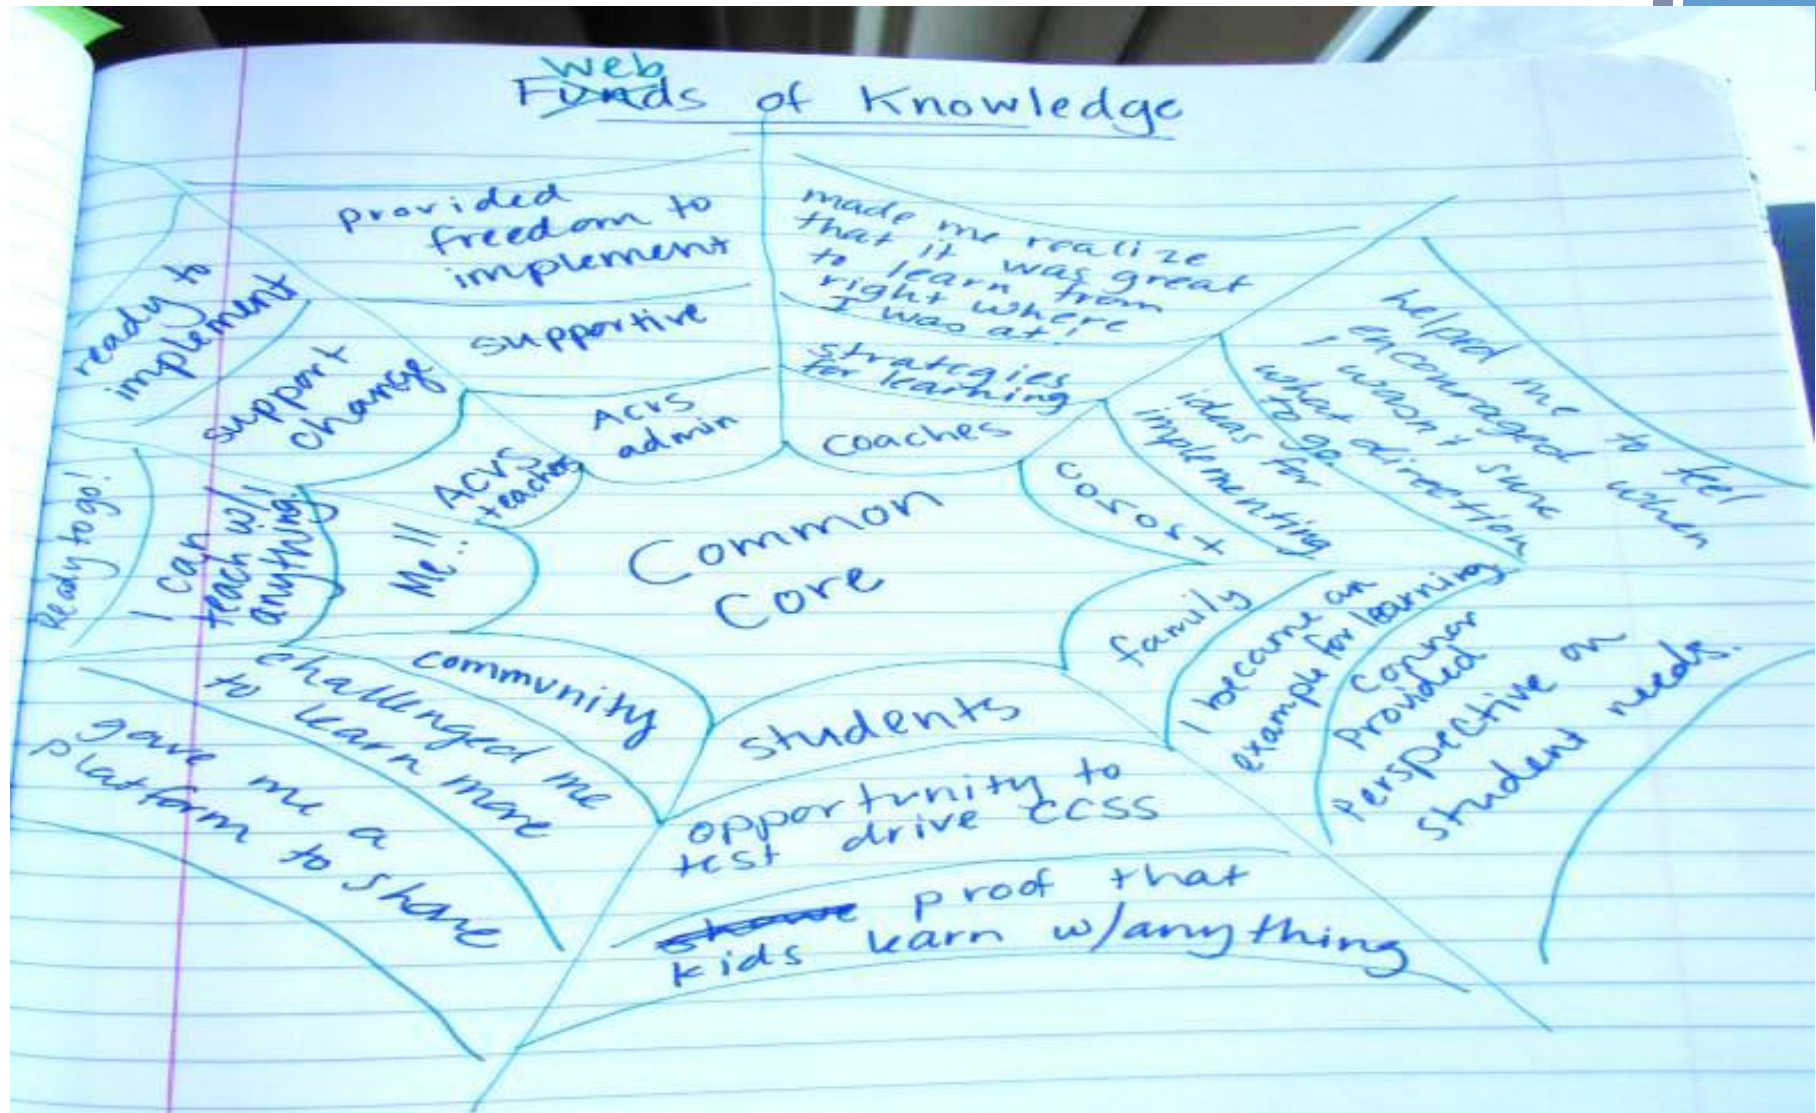 Web
Funds of Knowledge
provided
freedom to
implement
supportive
ACVS
admin
made me realize
that it was great
to learn from
right where
I was at!
strategies
for learning
coaches
helped me to feel
encouraged when
I wasn't sure
what direction
to go.
ideas for
implementing
cosost
Connor
Provided
Perspective on
student needs.
I became an
example for learning
family
students
opportunity to
test drive CCSS
proof that
kids learn w/anything
community
challenged me
to learn more
gave me a
platform to share
Ready to go!
I can
teach w/
anything.
Me!!
ready to
implement
support
change
ACVS
teachers
Common
Core